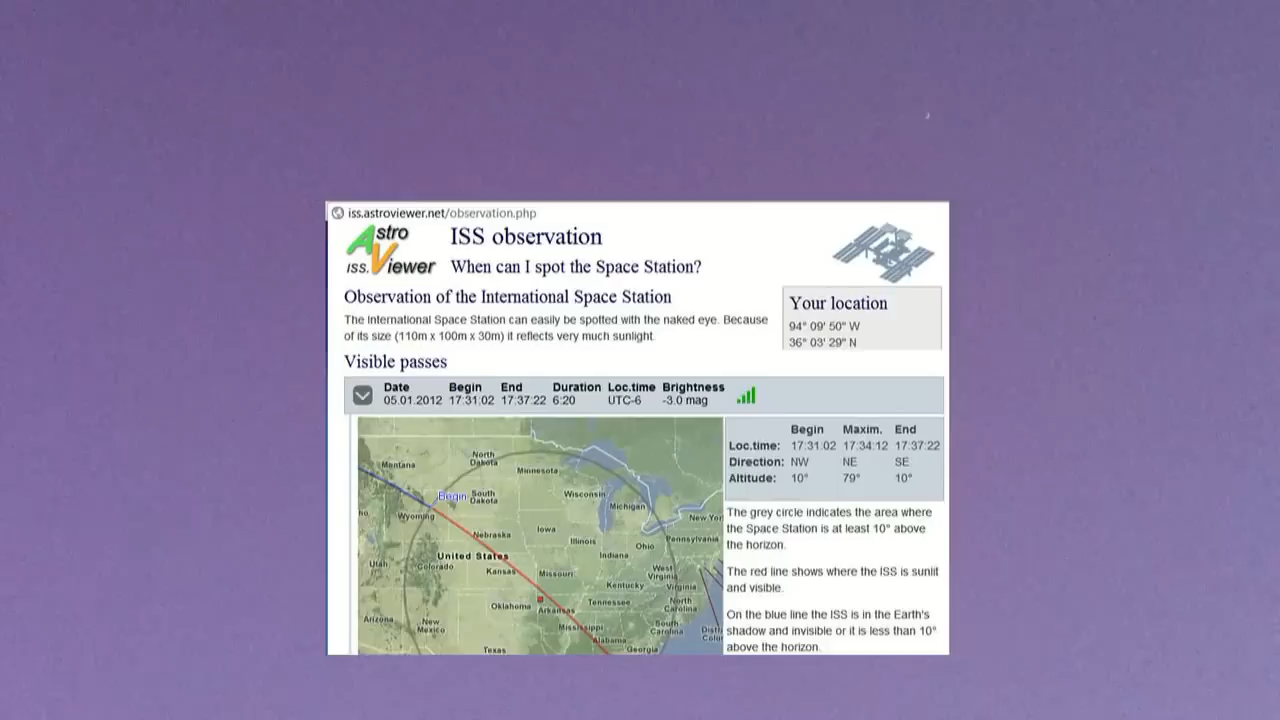 iss.astroviewer.net/observation.php
Astro
iss.Viewer
ISS observation
When can I spot the Space Station?
Observation of the International Space Station
The International Space Station can easily be spotted with the naked eye. Because
of its size (110m x 100m x 30m) it reflects very much sunlight.
Your location
94° 09' 50" W
36° 03' 29" N
Visible passes
Date Begin End Duration Loc.time Brightness
05.01.2012 17:31:02 17:37:22 6:20 UTC-6 -3.0 mag
Montana
North
Dakota
Minnesota
Begin
South
Dakota
Wisconsin
Michigan
ho
Wyoming
New Yor
Iowa
Nebraska
Illinois
Ohio
Pennsylvania
United States
Indiana
Utah
Colorado
Kansas
Missouri
West
Virginia
Kentucky
Virginia
Oklahoma
Arkansas
Tennessee
North
Carolina
Arizona
New
Mexico
Mississippi
South
Carolina
Distr
Colu
Alabama
Texas
Georgia
Begin Maxim. End
Loc.time: 17:31:02 17:34:12 17:37:22
Direction: NW NE SE
Altitude: 10° 79° 10°
The grey circle indicates the area where
the Space Station is at least 10° above
the horizon.
The red line shows where the ISS is sunlit
and visible.
On the blue line the ISS is in the Earth's
shadow and invisible or it is less than 10°
above the horizon.